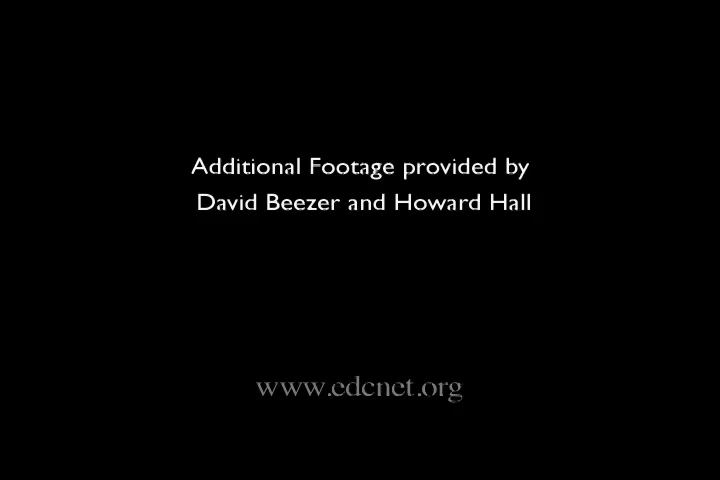 Additional Footage provided by
David Beezer and Howard Hall
www.edcnet.org